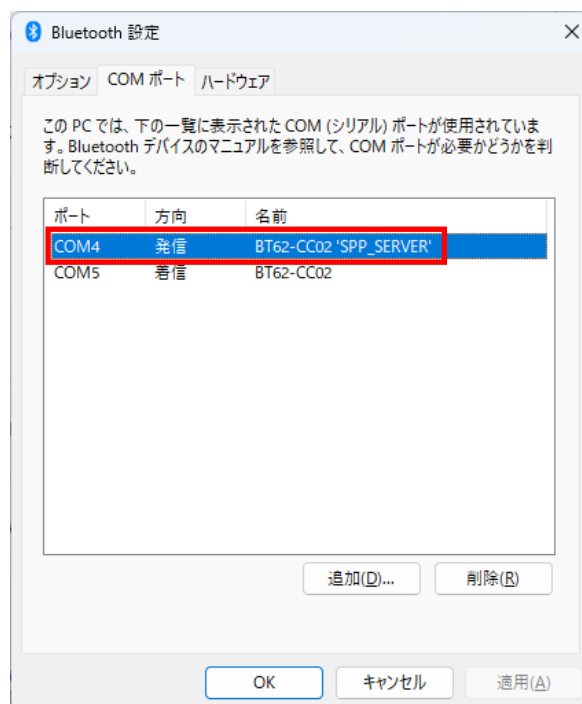 Bluetooth 設定
オプション COM ポート ハードウェア
この PC では、下の一覧に表示された COM (シリアル) ポートが使用されていま
す。Bluetooth デバイスのマニュアルを参照して、COM ポートが必要かどうかを判
断してください。
ポート 方向 名前
COM4 発信 BT62-CC02 'SPP_SERVER'
COM5 着信 BT62-CC02
追加(D)... 削除(R)
OK キャンセル 適用(A)